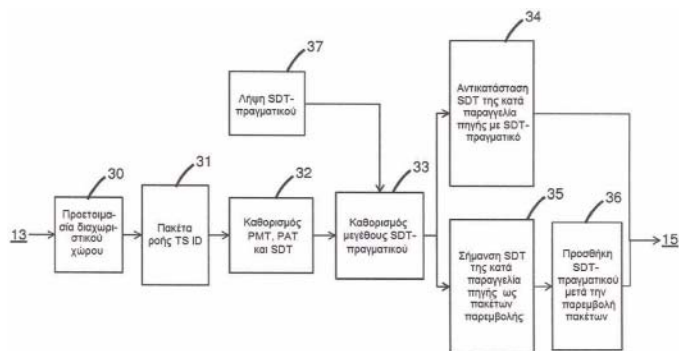 34
37
Λήψη SDT-
πραγματικού
Αντικατάσταση
SDT της κατά
παραγγελία
πηγής με SDT-
πραγματικό
30
31
32
33
13
Προετοιμα-
σία διαχωρι-
στικού
χώρου
Πακέτα
ροής TS ID
Καθορισμός
PMT, PAT
και SDT
Καθορισμός
μεγέθους SDT-
πραγματικού
35
36
Σήμανση SDT
της κατά
παραγγελία
πηγής ως
πακέτων
παρεμβολής
Προσθήκη
SDT-
πραγματικού
μετά την
παρεμβολή
πακέτων
15